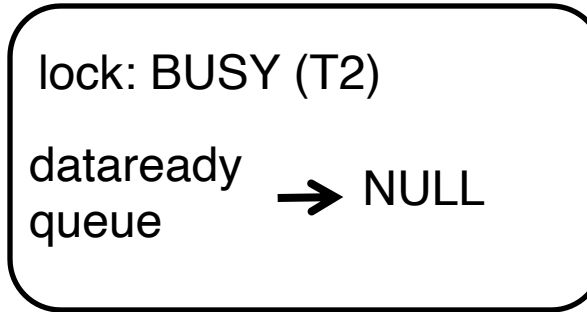 lock: BUSY (T2)
dataready
queue → NULL